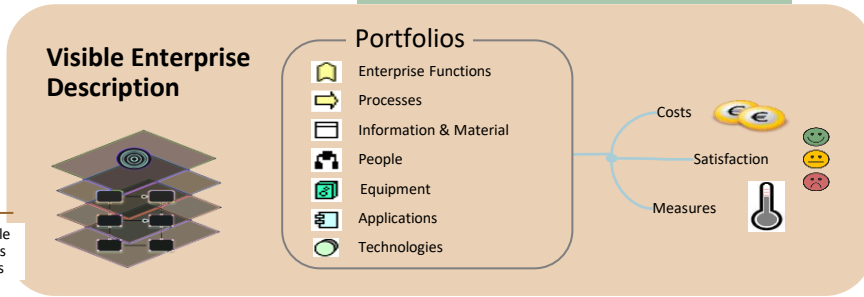 Visible Enterprise
Description
Portfolios
Enterprise Functions
Processes
Information & Material
People
Equipment
Applications
Technologies
Costs
€ €
Satisfaction
Measures